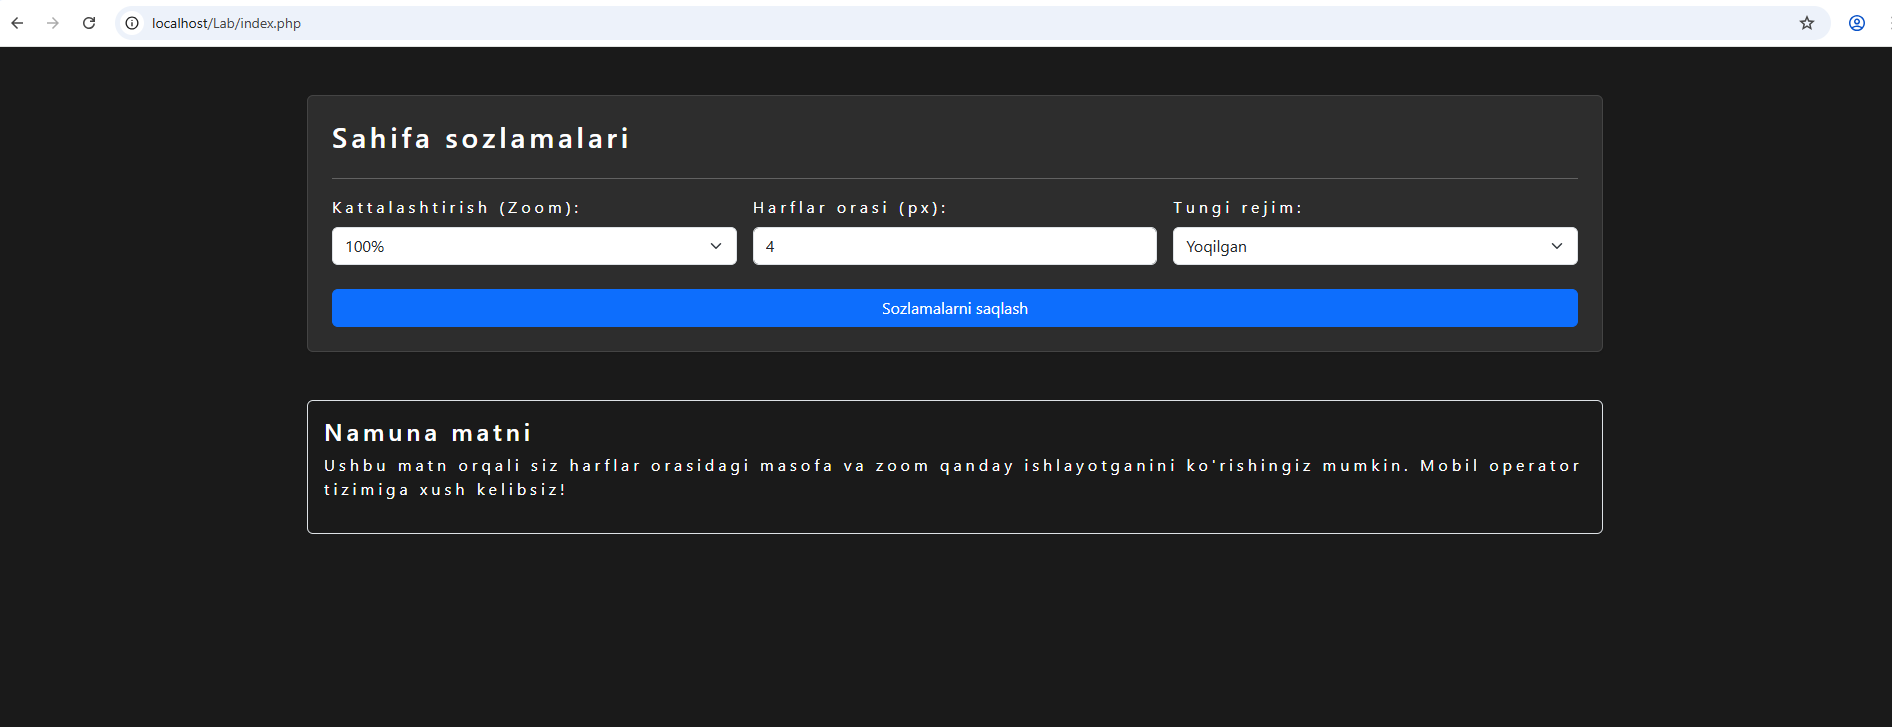 localhost/Lab/index.php
Sahifa sozlamalari
Kattalashtirish (Zoom): Harflar orasi (px): Tungi rejim:
100% 4 Yoqilgan
Sozlamalarni saqlash
Namuna matni
Ushbu matn orqali siz harflar orasidagi masofa va zoom qanday ishlayotganini ko'rishingiz mumkin. Mobil operator
tizimiga xush kelibsiz!